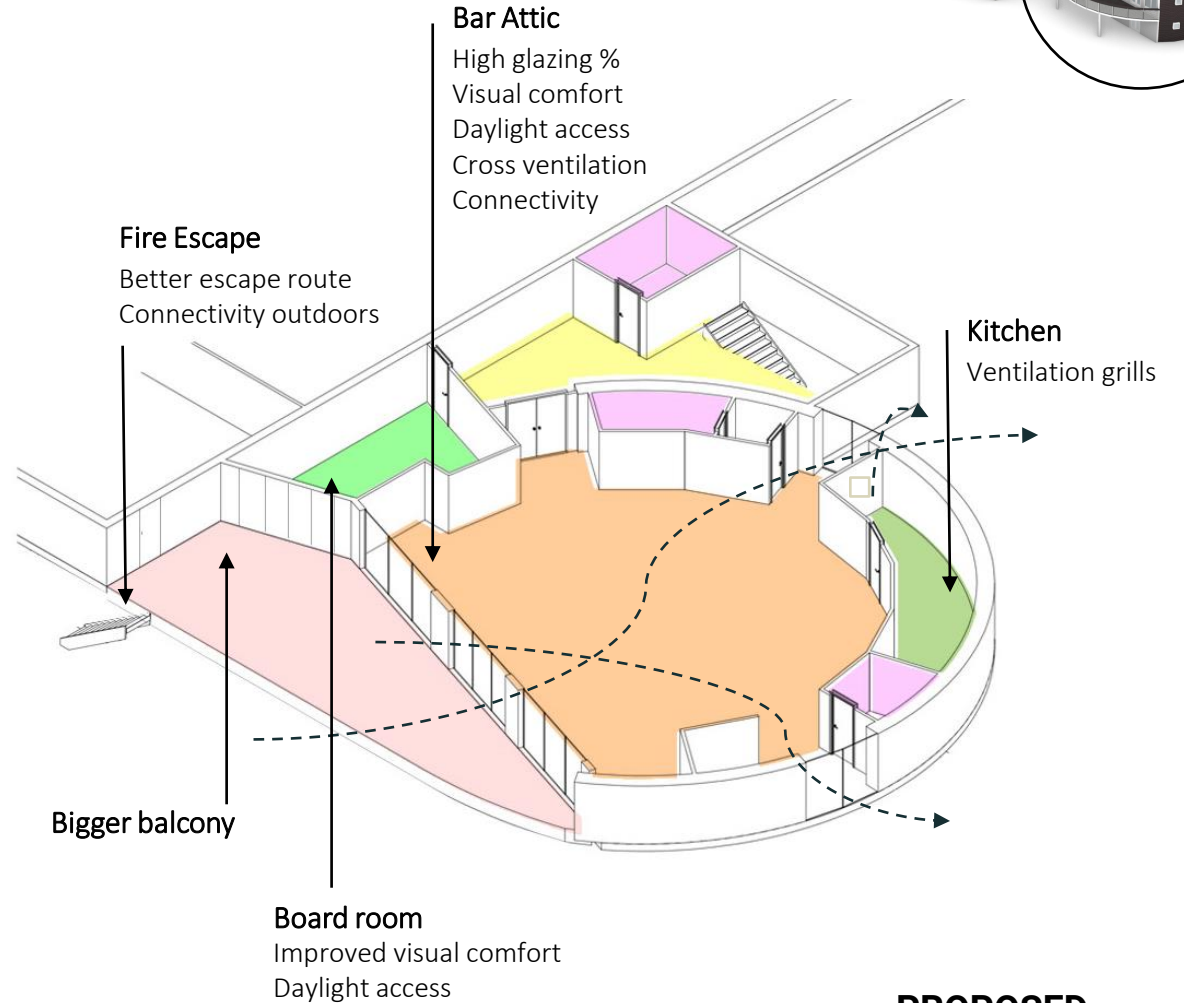 Bar Attic
High glazing %
Visual comfort
Daylight access
Cross ventilation
Connectivity
Fire Escape
Better escape route
Connectivity outdoors
Kitchen
Ventilation grills
Bigger balcony
Board room
Improved visual comfort
Daylight access
PROPOSED